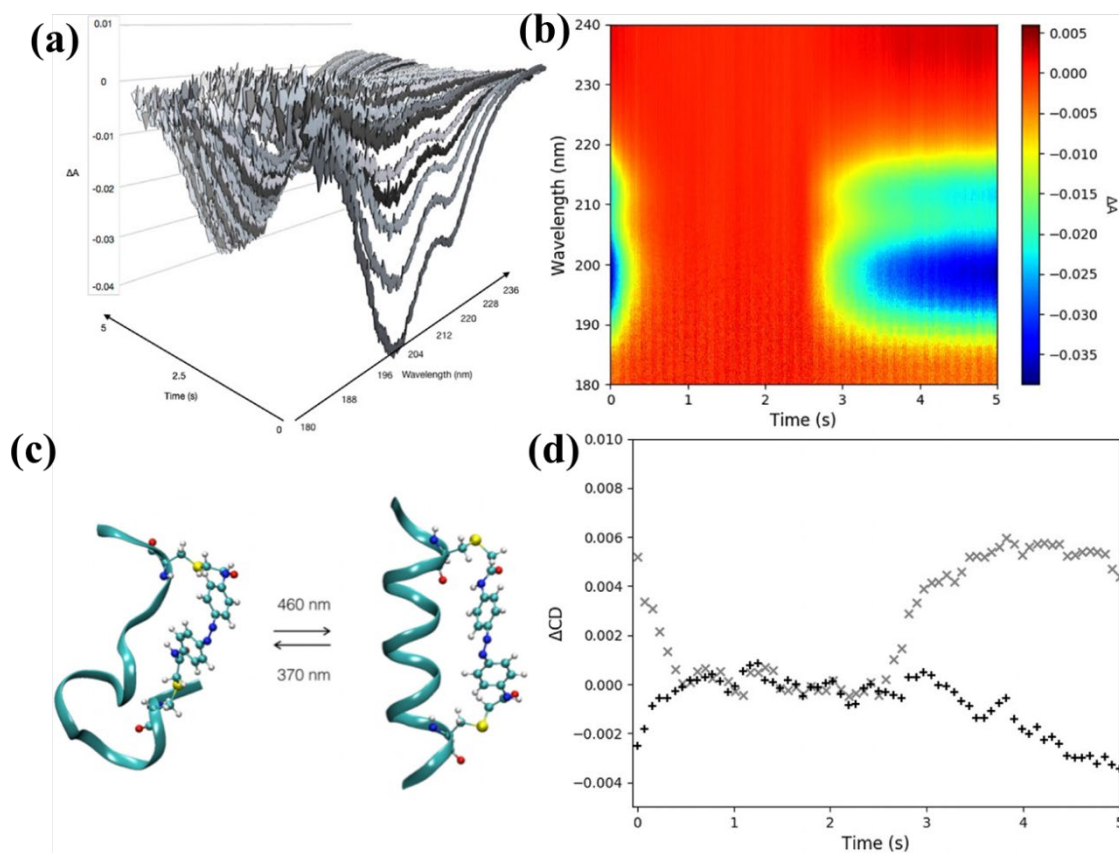 (a)
0.01
0
-0.01
-0.02
-0.03
-0.04
ΔA
5
2.5
0
Time (s)
180
188
196
204
212
220
228
236
Wavelength (nm)
(b)
240
230
220
210
200
190
180
Wavelength (nm)
0 1 2 3 4 5
Time (s)
0.005
0.000
−0.005
−0.010
−0.015
−0.020
−0.025
−0.030
−0.035
ΔA
(c)
460 nm
370 nm
(d)
0.010
0.008
0.006
0.004
0.002
0.000
−0.002
−0.004
ΔCD
0 1 2 3 4 5
Time (s)